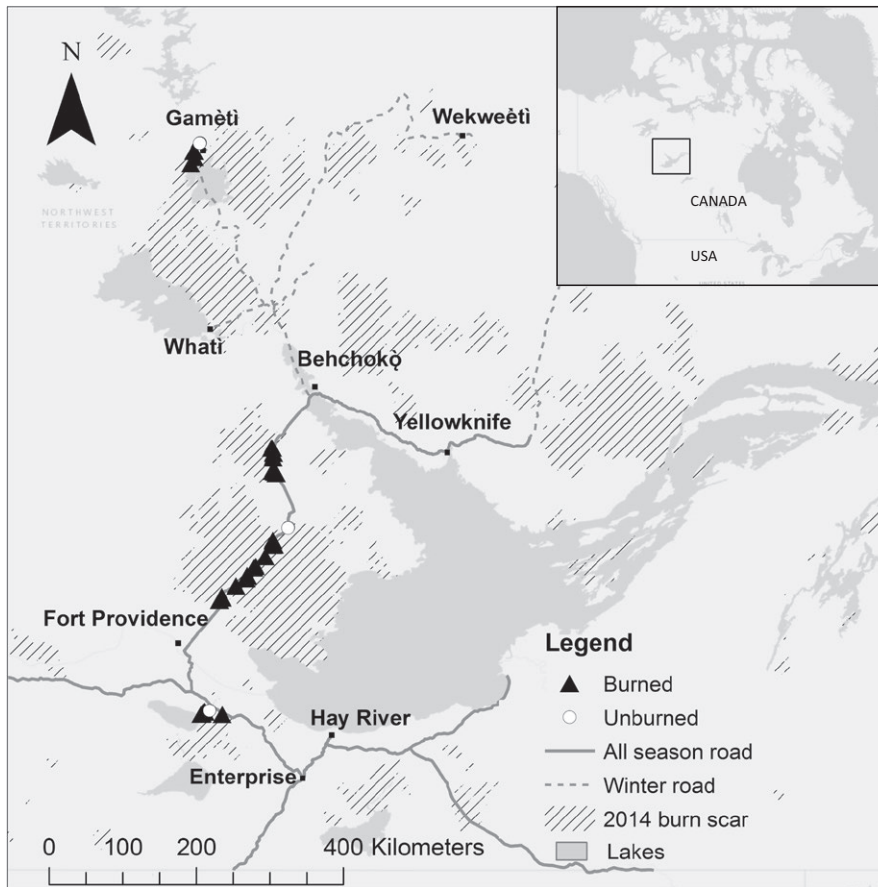 N
Gamètì
Wekweètì
NORTHWEST
TERRITORIES
CANADA
USA
Whatì
Behchokǫ̀
Yellowknife
Fort Providence
Hay River
Enterprise
Legend
Burned
Unburned
All season road
Winter road
2014 burn scar
Lakes
0 100 200 400 Kilometers